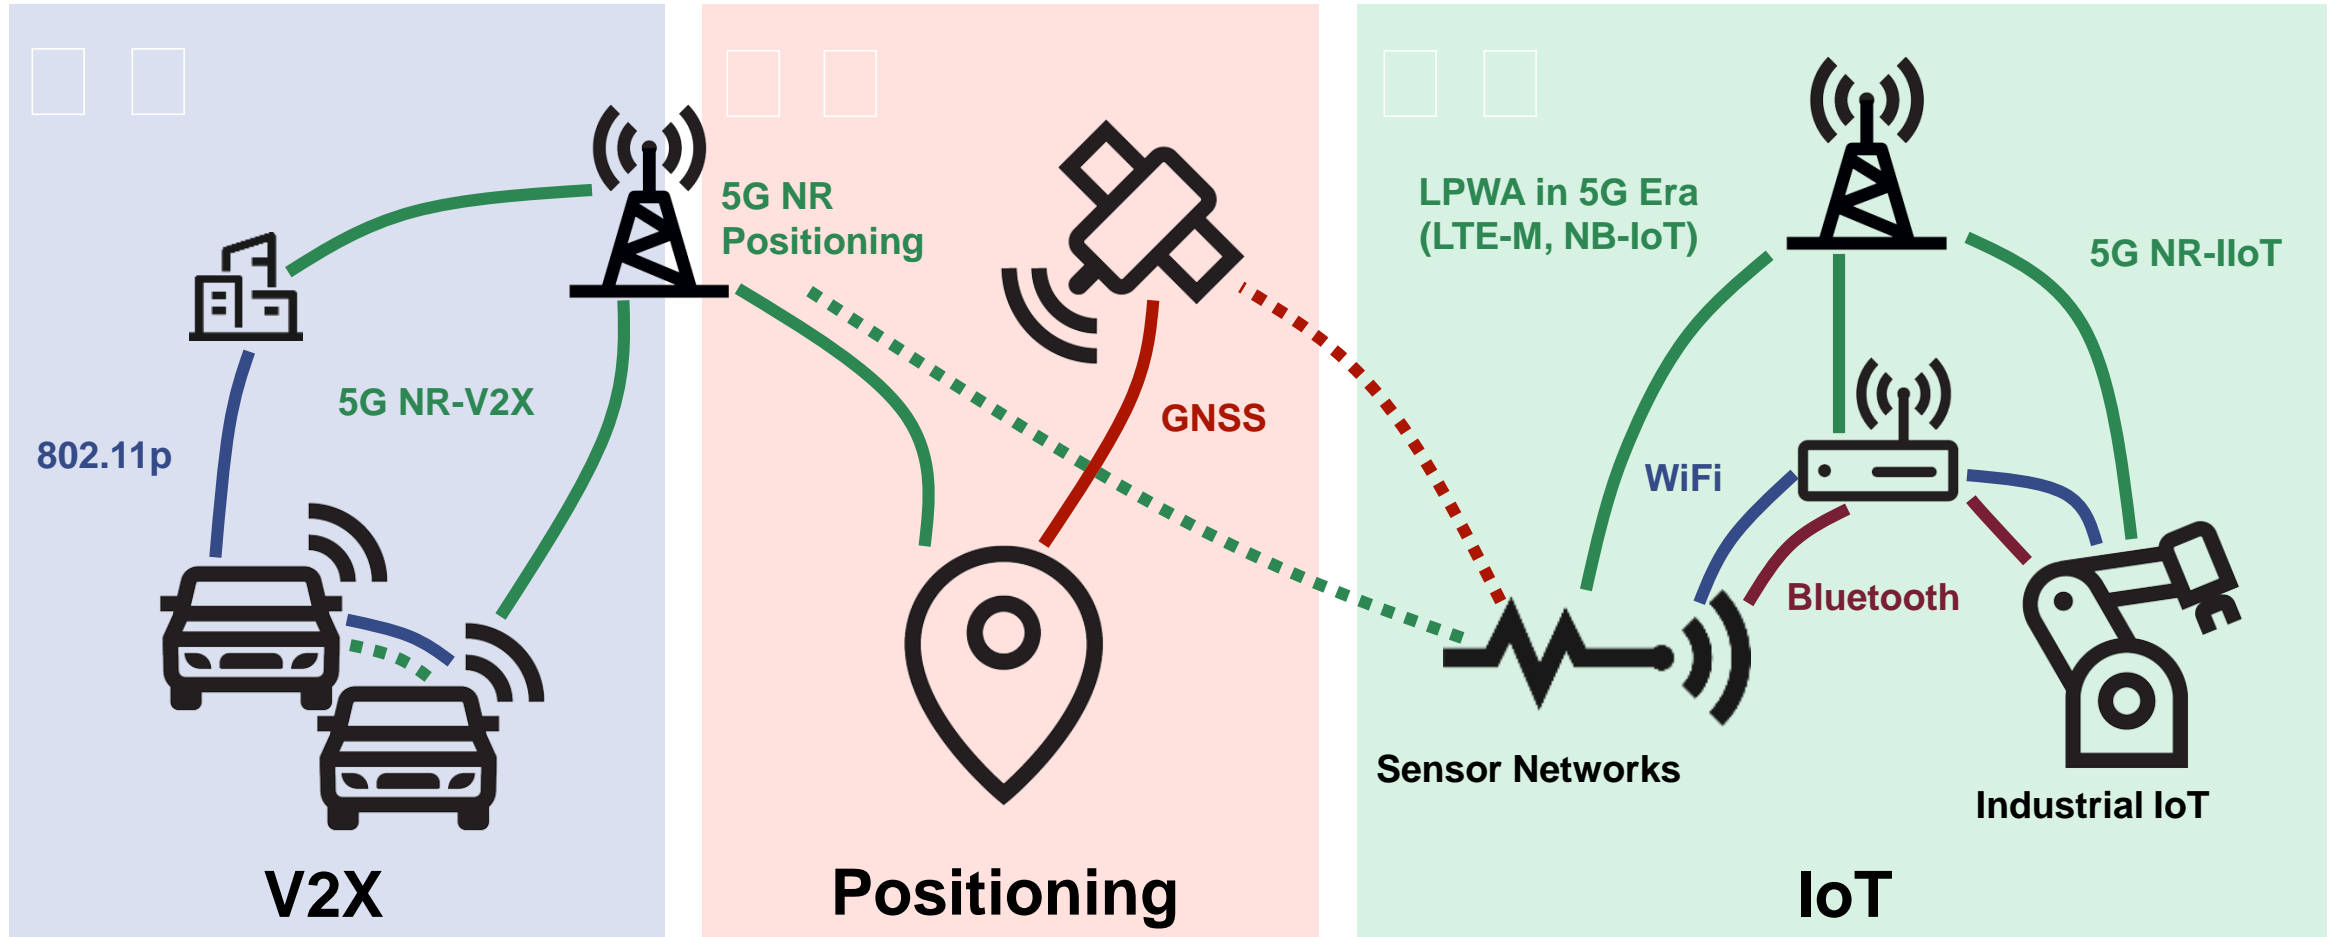 5G NR
Positioning
LPWA in 5G Era
(LTE-M, NB-IoT)
5G NR-IIoT
5G NR-V2X
GNSS
802.11p
WiFi
Bluetooth
Sensor Networks
Industrial IoT
V2X
Positioning
IoT